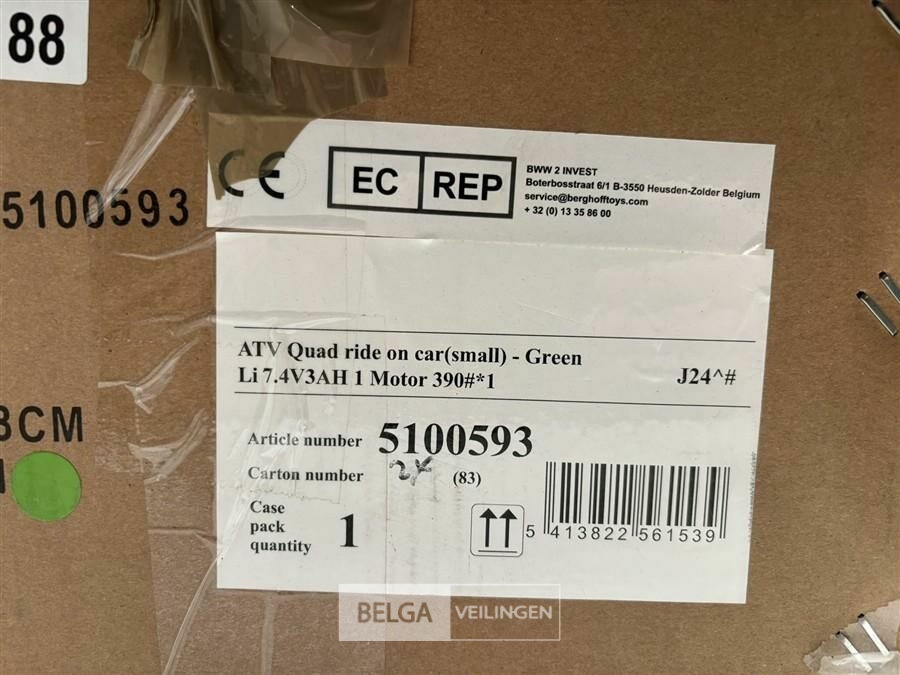 88
CE
EC REP
BWW 2 INVEST
Boterbosstraat 6/1 B-3550 Heusden-Zolder Belgium
service@berghofftoys.com
+ 32 (0) 13 35 86 00
5100593
ATV Quad ride on car(small) - Green
Li 7.4V3AH 1 Motor 390#*1 J24^#
8CM
Article number 5100593
Carton number (83)
Case
pack
quantity
1
5 413822 561539
BELGA VEILINGEN